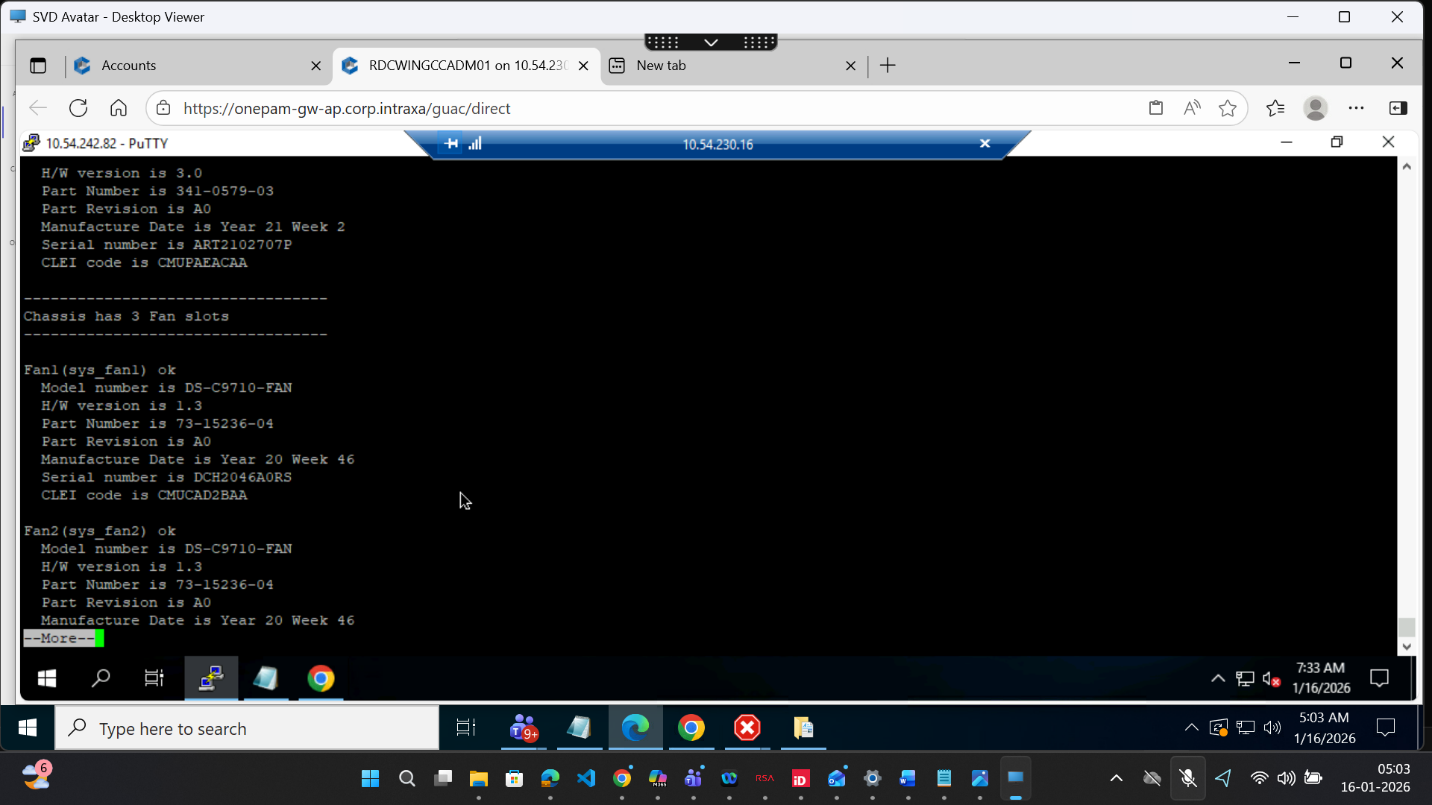 SVD Avatar - Desktop Viewer
Accounts
RDCWINGCCADM01 on 10.54.230
New tab
https://onepam-gw-ap.corp.intraxa/guac/direct
10.54.242.82 - PuTTY
10.54.230.16
H/W version is 3.0
Part Number is 341-0579-03
Part Revision is A0
Manufacture Date is Year 21 Week 2
Serial number is ART2102707P
CLEI code is CMUPAEACAA
----------------------------------
Chassis has 3 Fan slots
----------------------------------
Fan1(sys_fan1) ok
Model number is DS-C9710-FAN
H/W version is 1.3
Part Number is 73-15236-04
Part Revision is A0
Manufacture Date is Year 20 Week 46
Serial number is DCH2046A0RS
CLEI code is CMUCAD2BAA
Fan2(sys_fan2) ok
Model number is DS-C9710-FAN
H/W version is 1.3
Part Number is 73-15236-04
Part Revision is A0
Manufacture Date is Year 20 Week 46
--More--
7:33 AM
1/16/2026
Type here to search
9+
5:03 AM
1/16/2026
6
M365
RSA
iD
05:03
16-01-2026